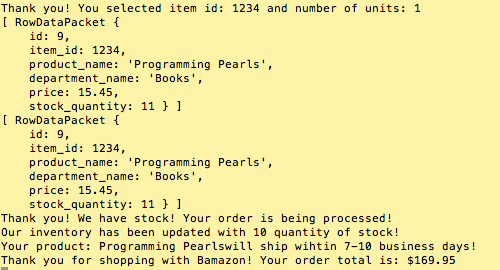 Thank you! You selected item id: 1234 and number of units: 1
[ RowDataPacket {
    id: 9,
    item_id: 1234,
    product_name: 'Programming Pearls',
    department_name: 'Books',
    price: 15.45,
    stock_quantity: 11 } ]
[ RowDataPacket {
    id: 9,
    item_id: 1234,
    product_name: 'Programming Pearls',
    department_name: 'Books',
    price: 15.45,
    stock_quantity: 11 } ]
Thank you! We have stock! Your order is being processed!
Our inventory has been updated with 10 quantity of stock!
Your product: Programming Pearlswill ship wihtin 7-10 business days!
Thank you for shopping with Bamazon! Your order total is: $169.95